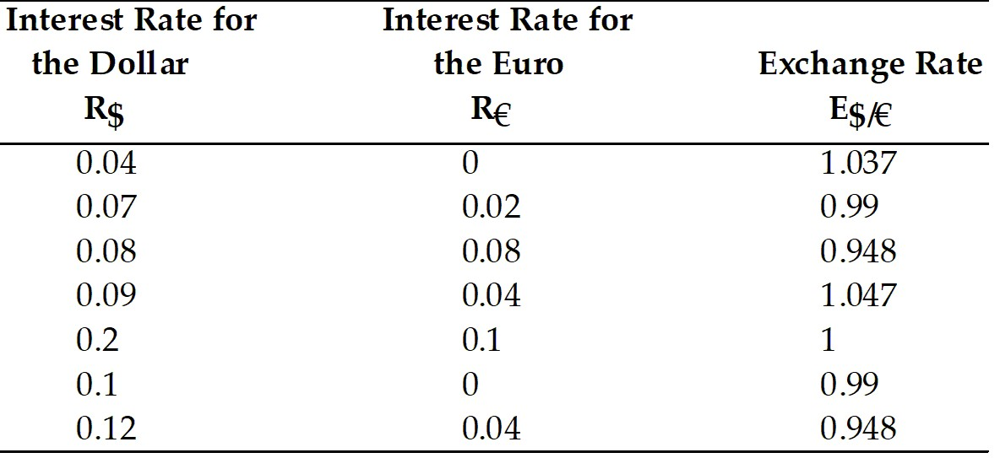 Interest Rate for Interest Rate for
the Dollar the Euro Exchange Rate
R$ R€ E$/€
0.04 0 1.037
0.07 0.02 0.99
0.08 0.08 0.948
0.09 0.04 1.047
0.2 0.1 1
0.1 0 0.99
0.12 0.04 0.948